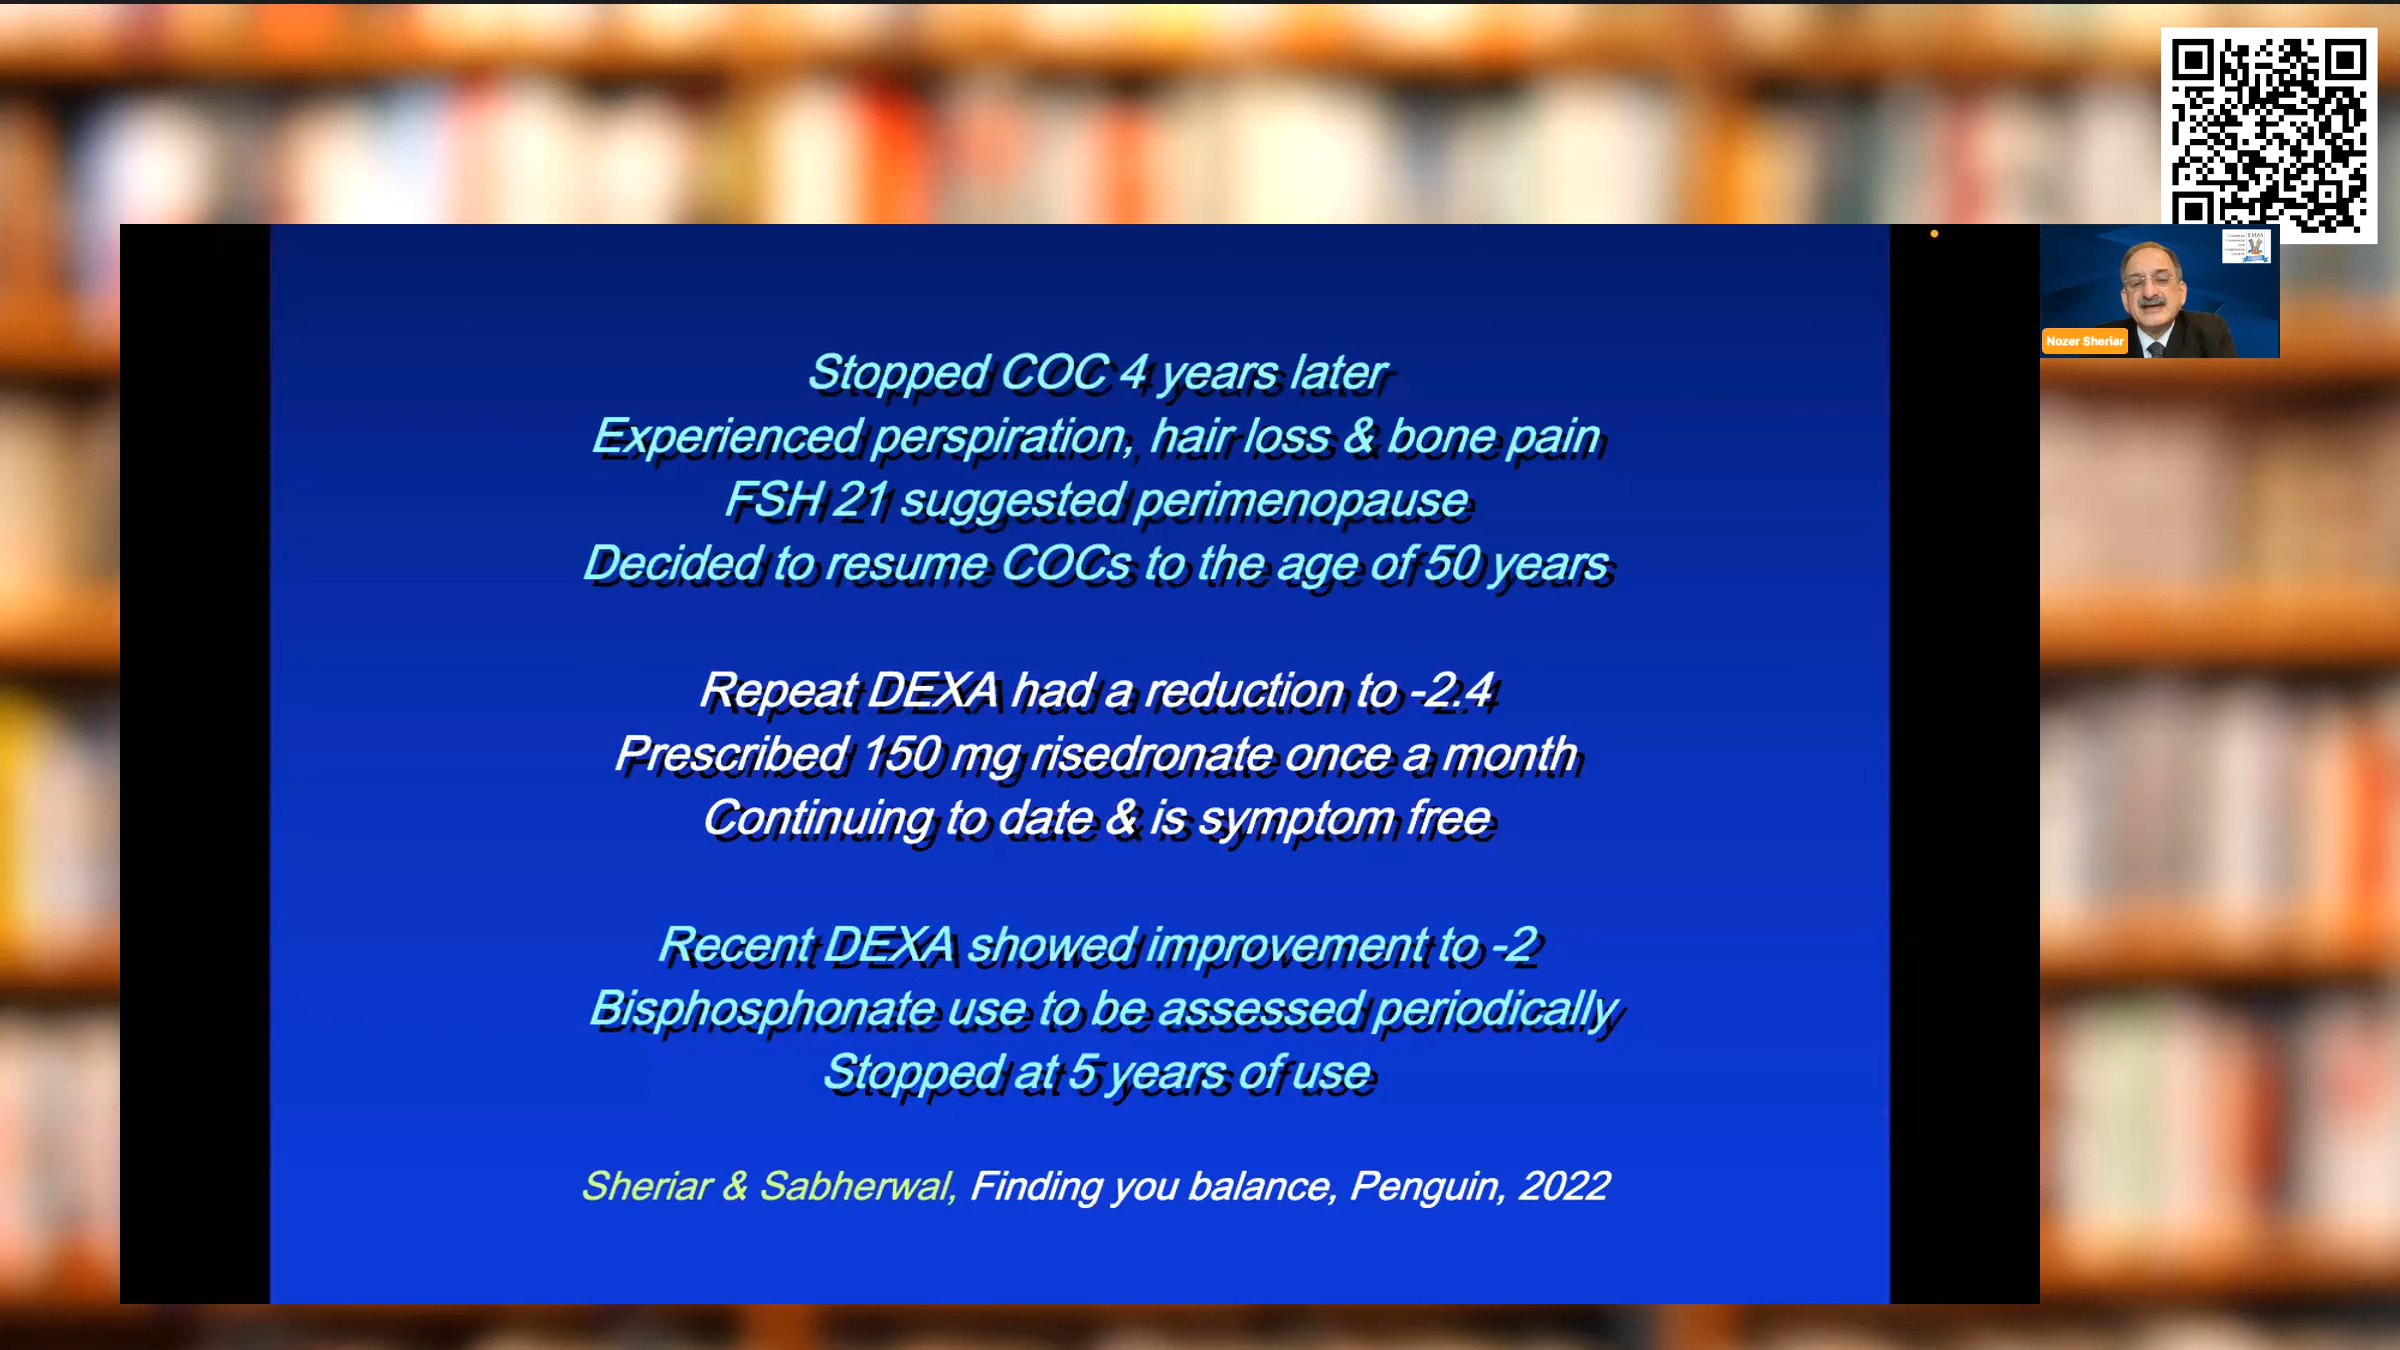 Stopped COC 4 years later
Experienced perspiration, hair loss & bone pain
FSH 21 suggested perimenopause
Decided to resume COCs to the age of 50 years
Repeat DEXA had a reduction to -2.4
Prescribed 150 mg risedronate once a month
Continuing to date & is symptom free
Recent DEXA showed improvement to -2
Bisphosphonate use to be assessed periodically
Stopped at 5 years of use
Sheriar & Sabherwal, Finding you balance, Penguin, 2022
EMAS
Nozer Sheriar